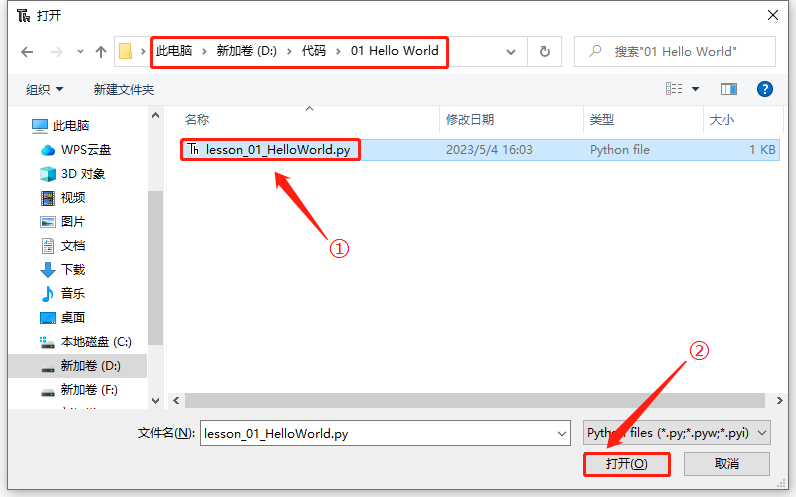 打开
此电脑 › 新加卷 (D:) › 代码 › 01 Hello World
搜索"01 Hello World"
组织
新建文件夹
名称 修改日期 类型 大小
lesson_01_HelloWorld.py 2023/5/4 16:03 Python file 1 KB
此电脑
WPS云盘
3D 对象
视频
图片
文档
下载
音乐
桌面
本地磁盘 (C:)
新加卷 (D:)
新加卷 (F:)
①
②
文件名(N): lesson_01_HelloWorld.py
Python files (*.py;*.pyw;*.pyi)
打开(O)
取消